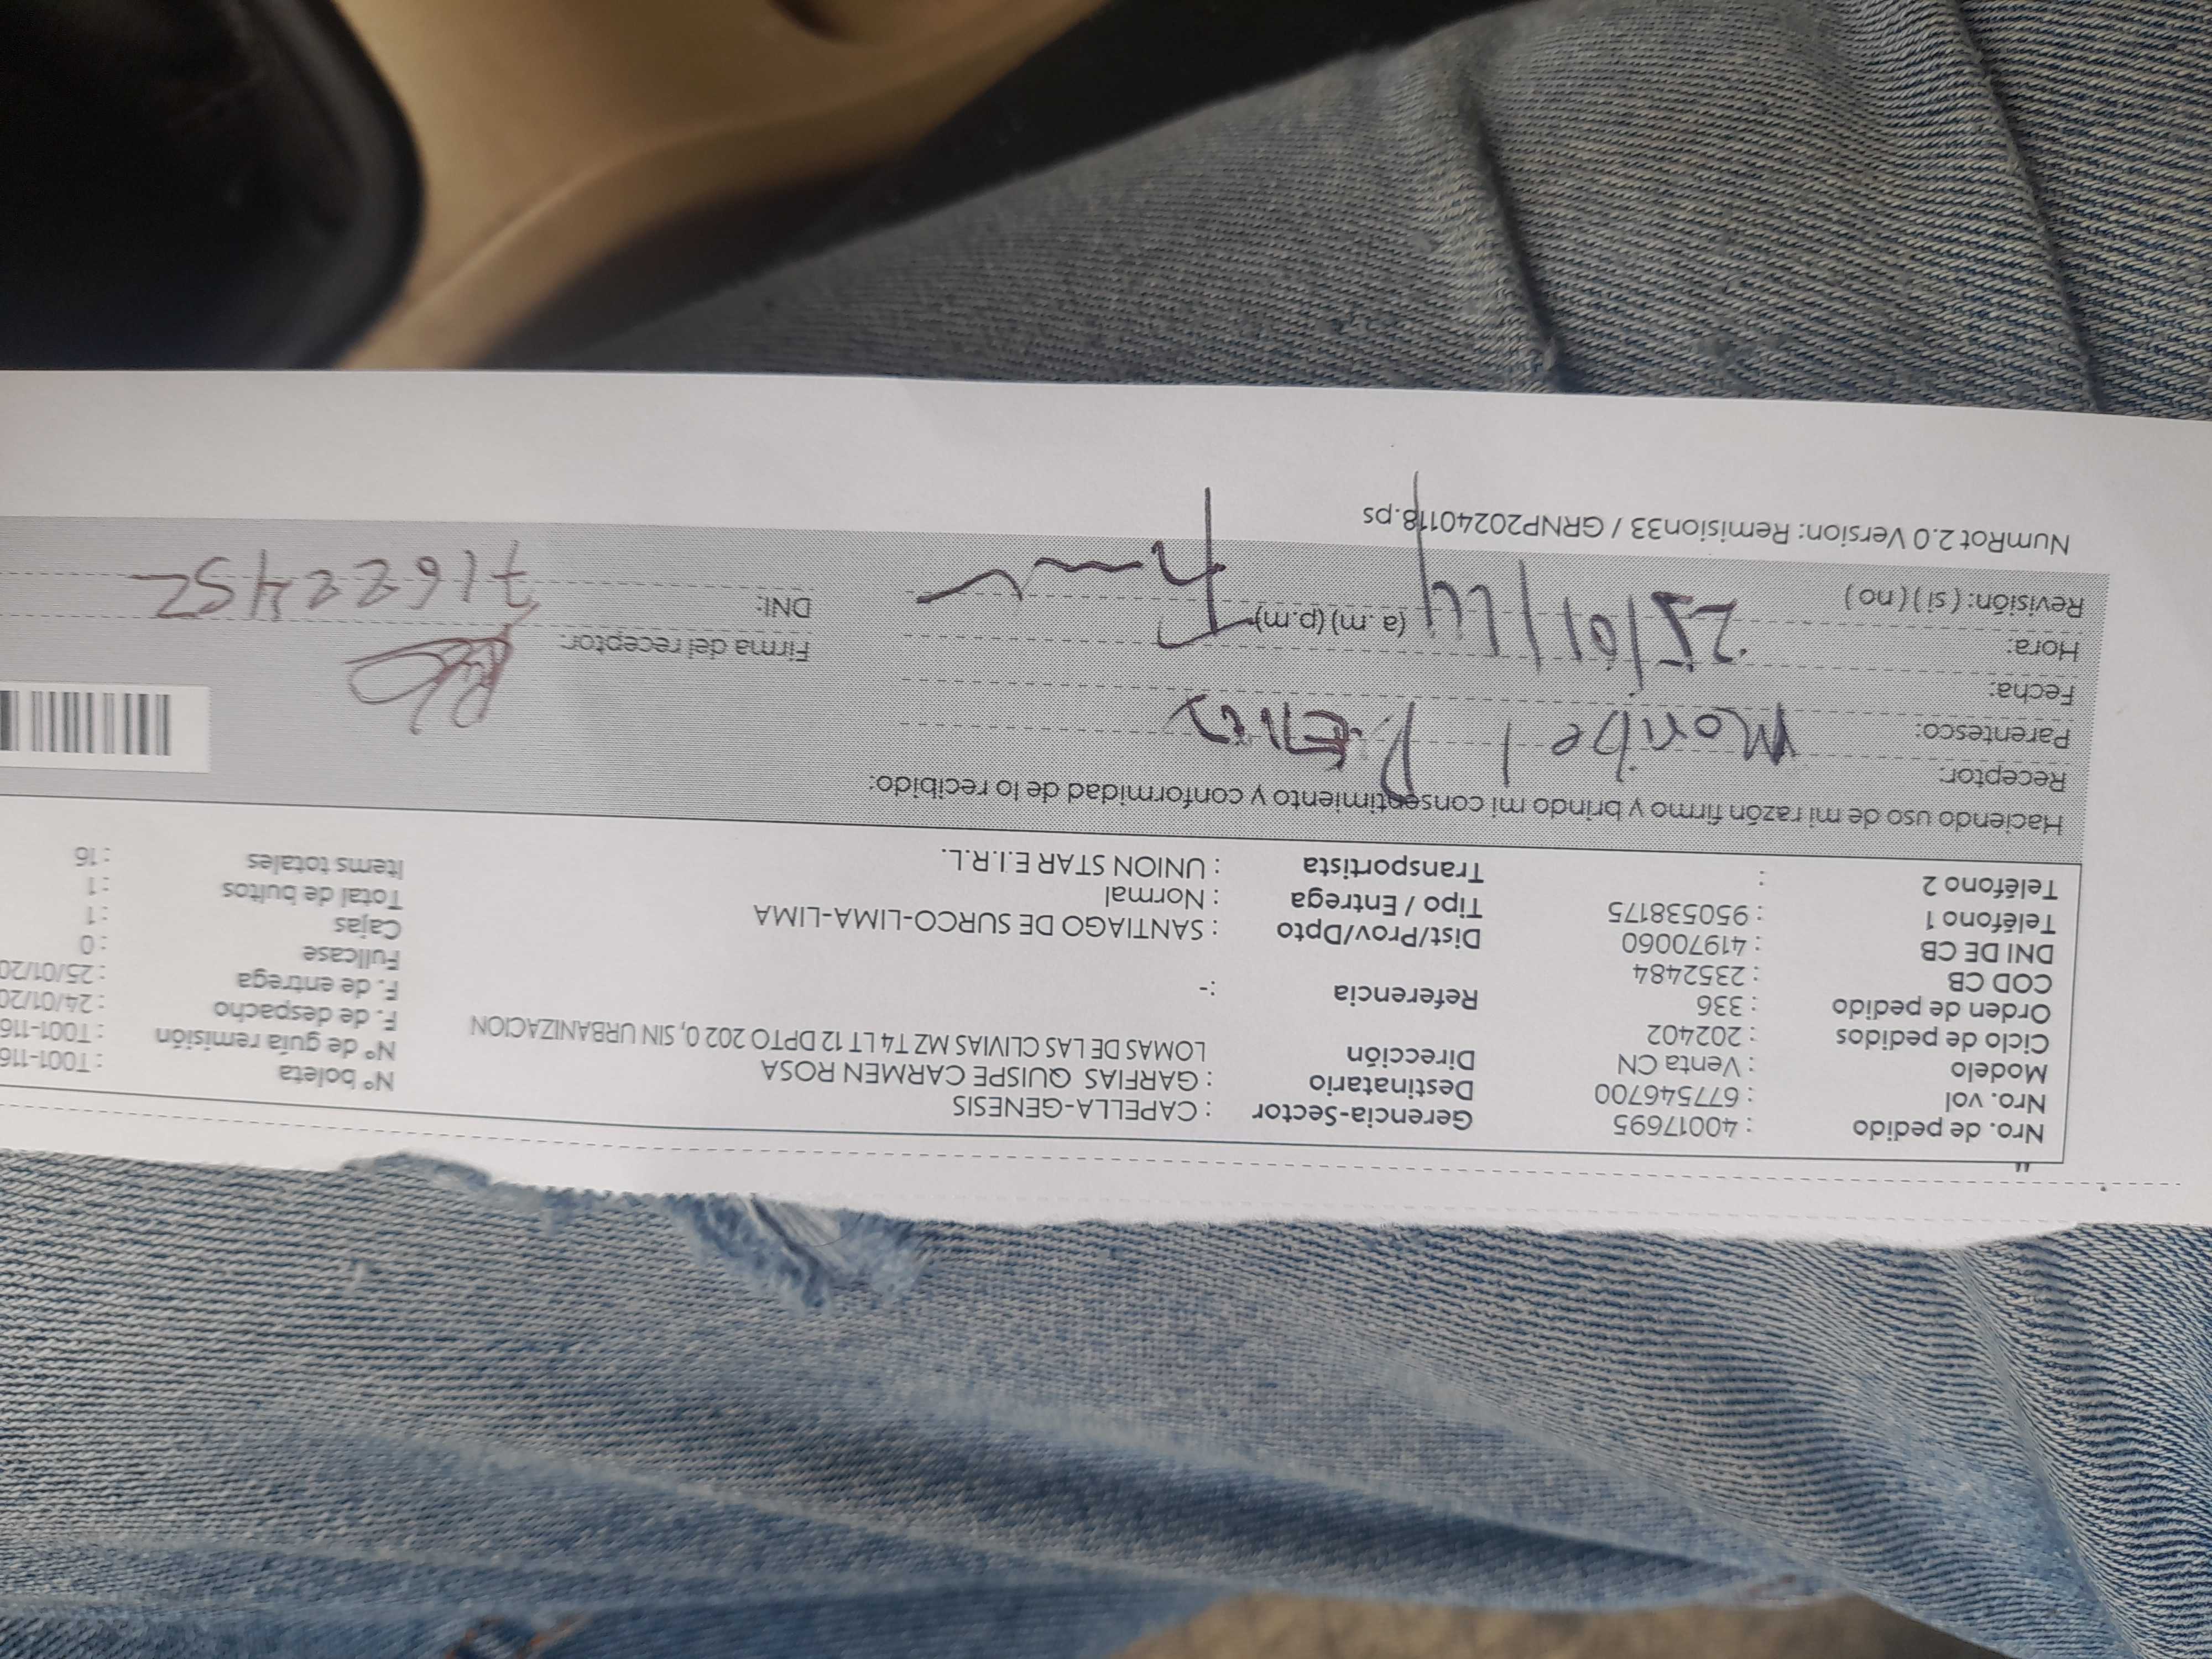 Nro. de pedido : 40017695 Gerencia-Sector : CAPELLA-GENESIS Nº boleta : T001-116
Nro. vol : 677546700 Destinatario : GARFIAS QUISPE CARMEN ROSA Nº de guía remisión : T001-116
Modelo : Venta CN Dirección LOMAS DE LAS CLIVIAS MZ T4 LT 12 DPTO 202 0, SIN URBANIZACION F. de despacho : 24/01/20
Ciclo de pedidos : 202402 F. de entrega : 25/01/20
Orden de pedido : 336 Referencia :- Fullcase : 0
COD CB : 2352484 Cajas : 1
DNI DE CB : 41970060 Dist/Prov/Dpto : SANTIAGO DE SURCO-LIMA-LIMA Total de bultos : 1
Teléfono 1 : 950538175 Tipo / Entrega : Normal Items totales : 16
Teléfono 2 : Transportista : UNION STAR E.I.R.L.
Haciendo uso de mi razón firmo y brindo mi consentimiento y conformidad de lo recibido:
Receptor:
Parentesco:
Fecha:
Hora: (a. m) (p.m) Firma del receptor:
Revisión: ( si ) ( no ) DNI: 71622452
NumRot 2.0 Version: Remision33 / GRNP20240118.ps